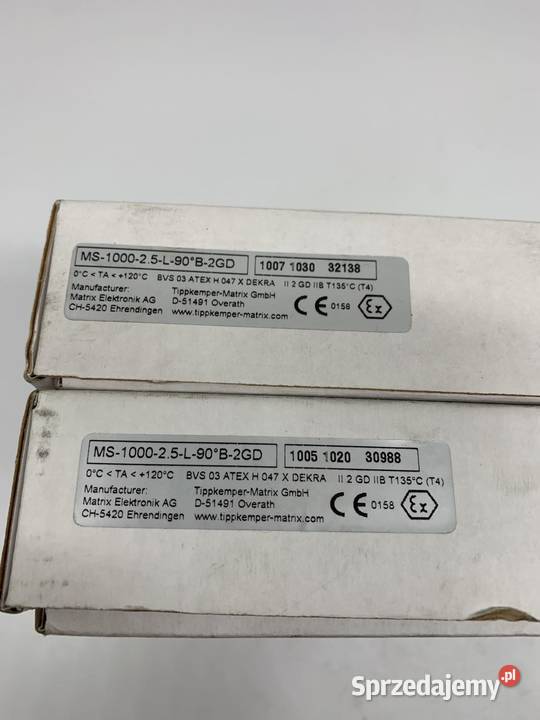 MS-1000-2.5-L-90°B-2GD 1007 1030 32138
0°C < TA < +120°C BVS 03 ATEX H 047 X DEKRA II 2 GD IIB T135°C (T4)
Manufacturer: Tippkemper-Matrix GmbH
Matrix Elektronik AG D-51491 Overath CE 0158 Ex
CH-5420 Ehrendingen www.tippkemper-matrix.com
MS-1000-2.5-L-90°B-2GD 1005 1020 30988
0°C < TA < +120°C BVS 03 ATEX H 047 X DEKRA II 2 GD IIB T135°C (T4)
Manufacturer: Tippkemper-Matrix GmbH
Matrix Elektronik AG D-51491 Overath CE 0158 Ex
CH-5420 Ehrendingen www.tippkemper-matrix.com
Sprzedajemy.pl